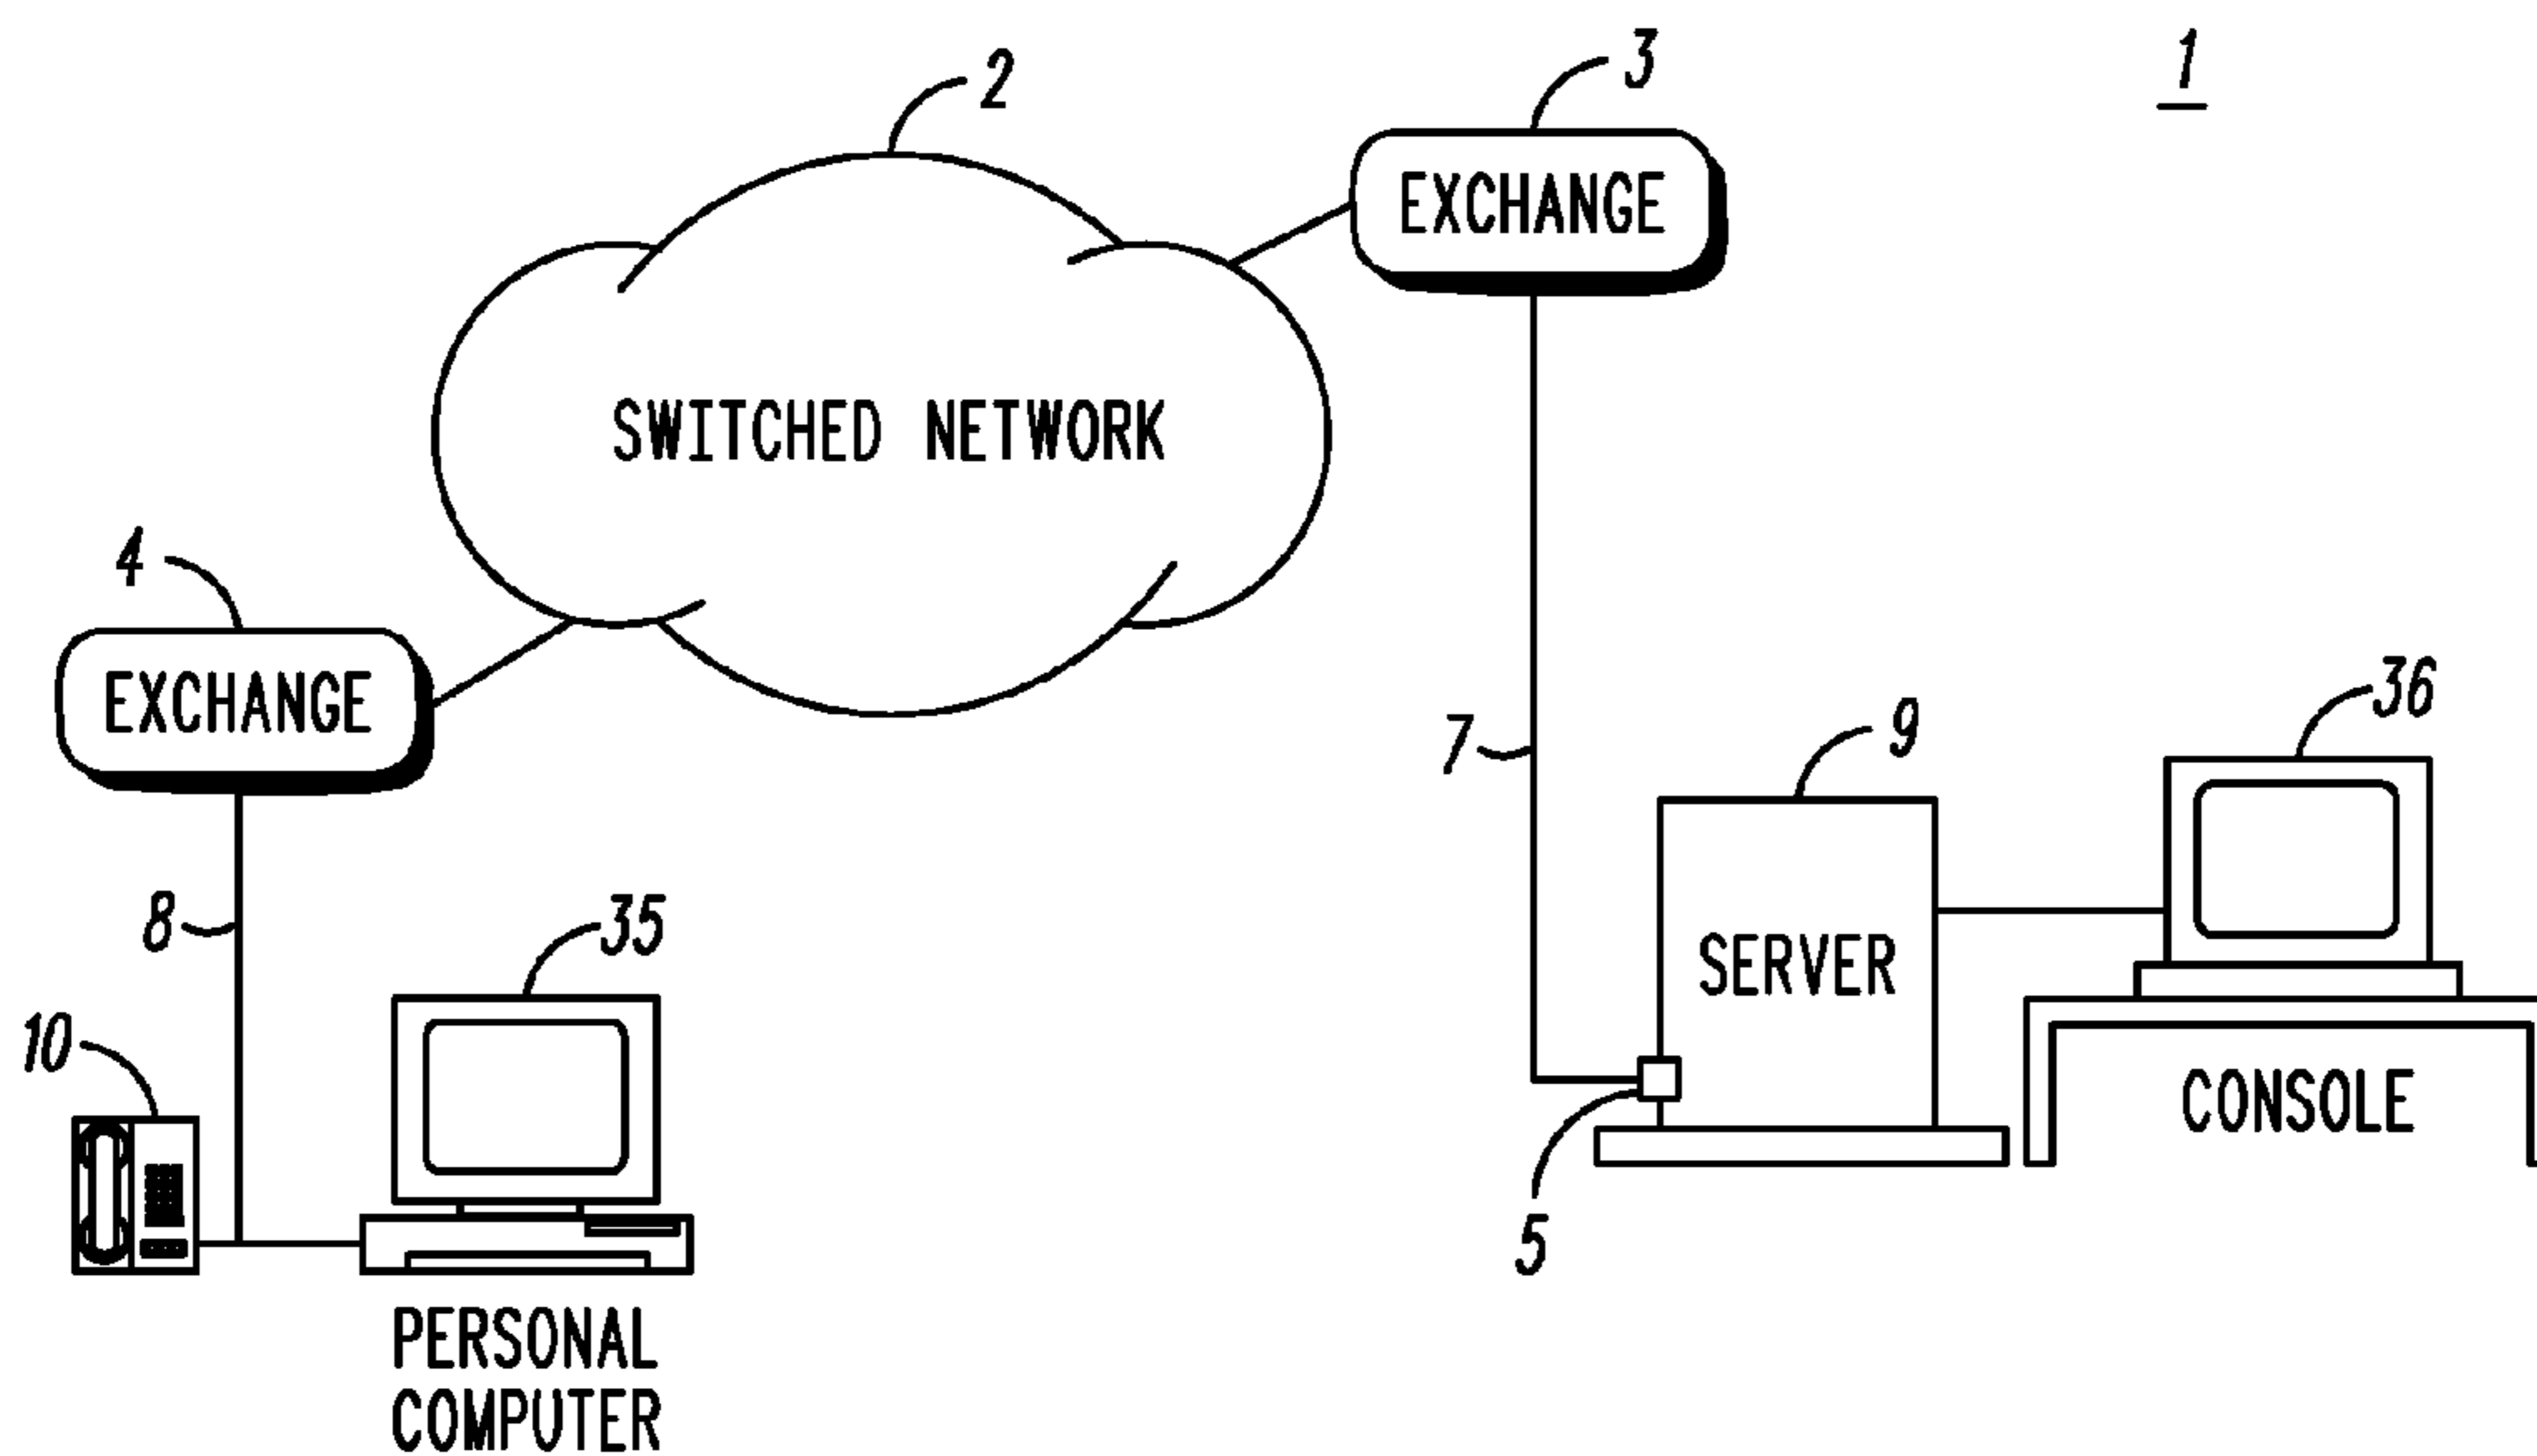 1
2
3
EXCHANGE
SWITCHED NETWORK
4
EXCHANGE
7
9
36
8
35
SERVER
10
CONSOLE
5
PERSONAL
COMPUTER